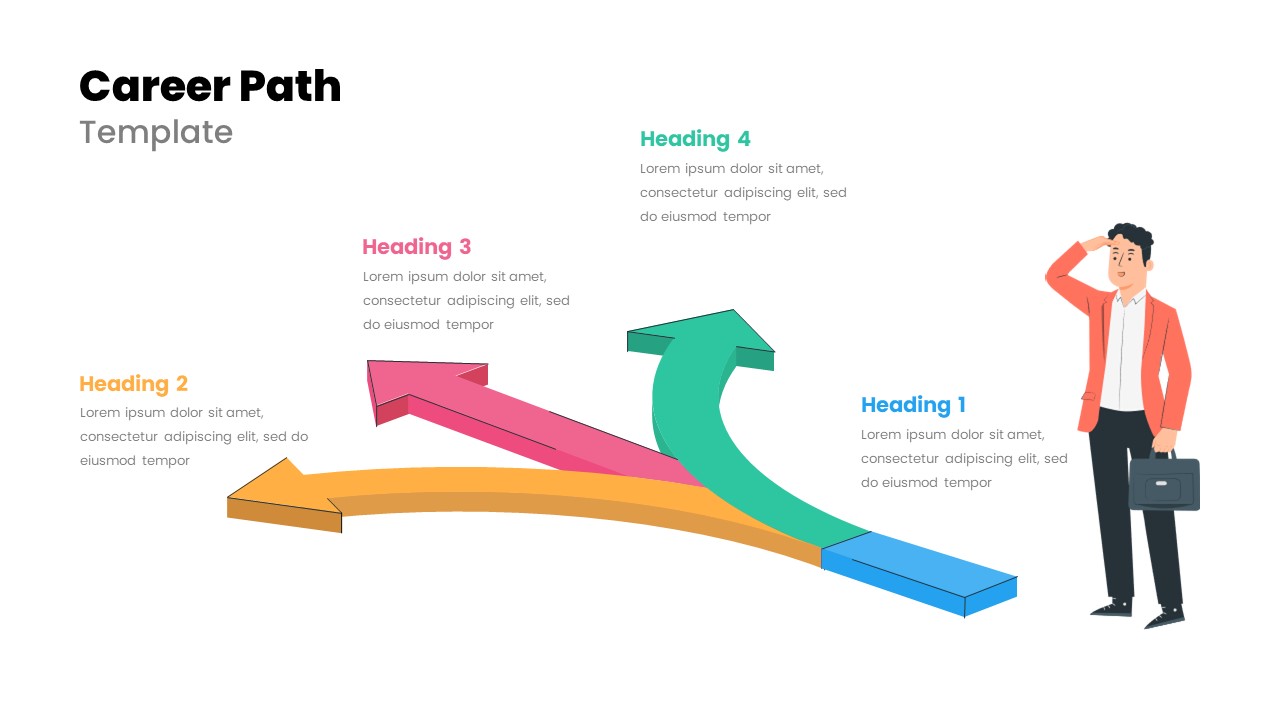 Career Path
Template
Heading 4
Lorem ipsum dolor sit amet,
consectetur adipiscing elit, sed
do eiusmod tempor
Heading 3
Lorem ipsum dolor sit amet,
consectetur adipiscing elit, sed
do eiusmod tempor
Heading 2
Lorem ipsum dolor sit amet,
consectetur adipiscing elit, sed do
eiusmod tempor
Heading 1
Lorem ipsum dolor sit amet,
consectetur adipiscing elit, sed
do eiusmod tempor